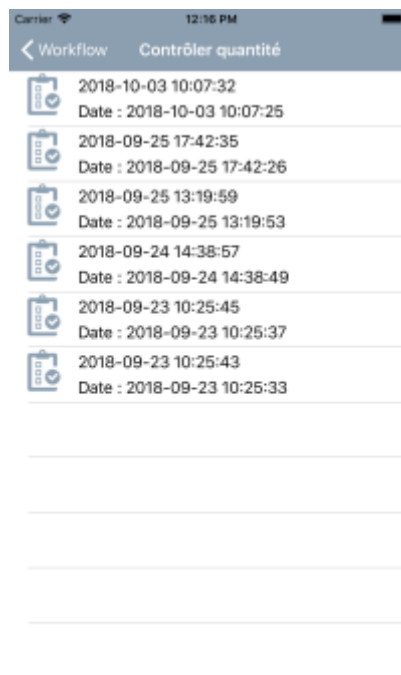 Carrier 12:16 PM
Workflow Contrôler quantité
2018-10-03 10:07:32
Date : 2018-10-03 10:07:25
2018-09-25 17:42:35
Date : 2018-09-25 17:42:26
2018-09-25 13:19:59
Date : 2018-09-25 13:19:53
2018-09-24 14:38:57
Date : 2018-09-24 14:38:49
2018-09-23 10:25:45
Date : 2018-09-23 10:25:37
2018-09-23 10:25:43
Date : 2018-09-23 10:25:33